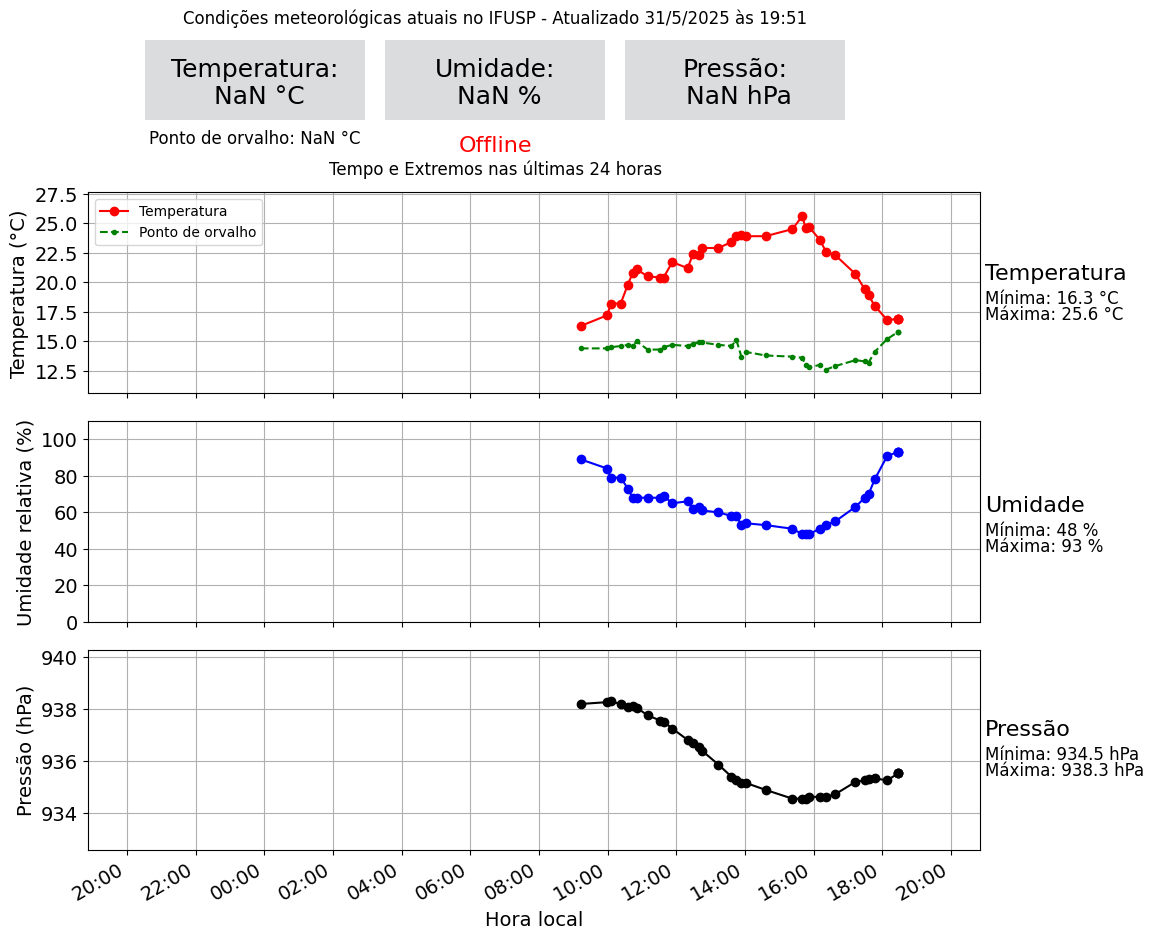 Condições meteorológicas atuais no IFUSP - Atualizado 31/5/2025 às 19:51
Temperatura:
NaN °C
Umidade:
NaN %
Pressão:
NaN hPa
Ponto de orvalho: NaN °C
Offline
Tempo e Extremos nas últimas 24 horas
Temperatura (°C)
27.5
25.0
22.5
20.0
17.5
15.0
12.5
Temperatura
Ponto de orvalho
Temperatura
Mínima: 16.3 °C
Máxima: 25.6 °C
Umidade relativa (%)
100
80
60
40
20
0
Umidade
Mínima: 48 %
Máxima: 93 %
Pressão (hPa)
940
938
936
934
Pressão
Mínima: 934.5 hPa
Máxima: 938.3 hPa
20:00
22:00
00:00
02:00
04:00
06:00
08:00
10:00
12:00
14:00
16:00
18:00
20:00
Hora local